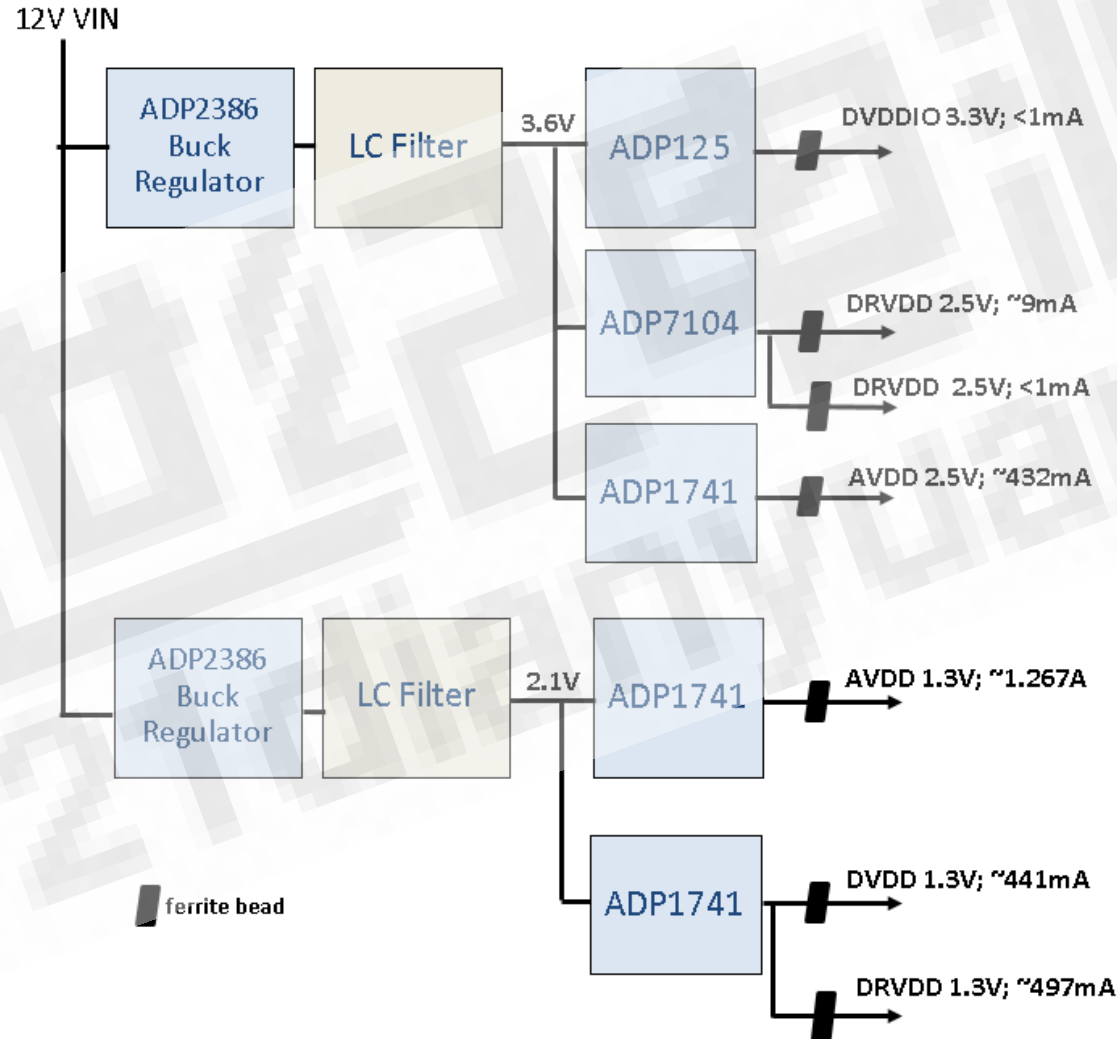 12V VIN
ADP2386
Buck
Regulator
LC Filter
3.6V
ADP125
DVDDIO 3.3V; <1mA
ADP7104
DRVDD 2.5V; ~9mA
DRVDD 2.5V; <1mA
ADP1741
AVDD 2.5V; ~432mA
ADP2386
Buck
Regulator
LC Filter
2.1V
ADP1741
AVDD 1.3V; ~1.267A
ADP1741
DVDD 1.3V; ~441mA
DRVDD 1.3V; ~497mA
ferrite bead